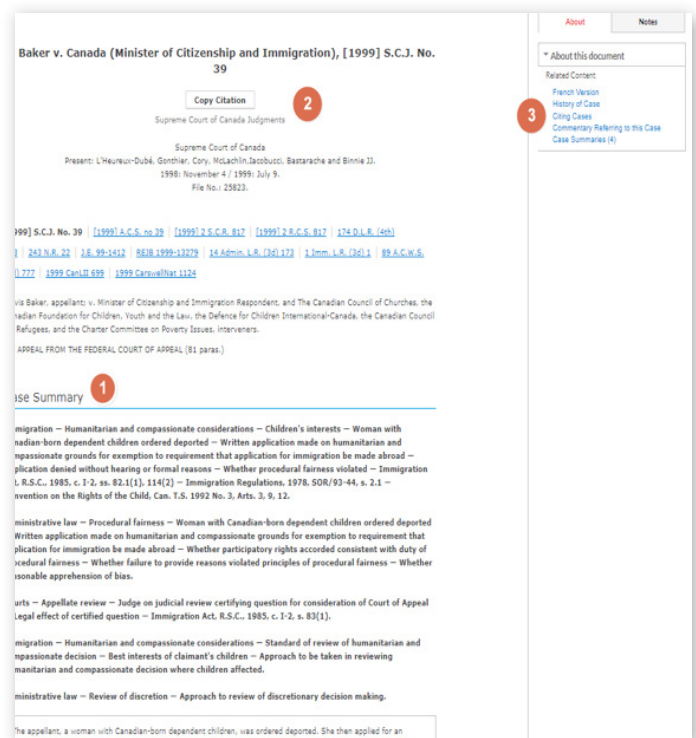 Baker v. Canada (Minister of Citizenship and Immigration), [1999] S.C.J. No.
39
Copy Citation
2
Supreme Court of Canada Judgments
Supreme Court of Canada
Present: L'Heureux-Dubé, Gonthier, Cory, McLachlin,Iacobucci, Bastarache and Binnie JJ.
1998: November 4 / 1999: July 9.
File No.: 25823.
999] S.C.J. No. 39 | [1999] A.C.S. no 39 | [1999] 2 S.C.R. 817 | [1999] 2 R.C.S. 817 | 174 D.L.R. (4th)
| 243 N.R. 22 | J.E. 99-1412 | REJB 1999-13279 | 14 Admin. L.R. (3d) 173 | 1 Imm. L.R. (3d) 1 | 89 A.C.W.S.
) 777 | 1999 CanLII 699 | 1999 CarswellNat 1124
vis Baker, appellant; v. Minister of Citizenship and Immigration Respondent, and The Canadian Council of Churches, the
nadian Foundation for Children, Youth and the Law, the Defence for Children International-Canada, the Canadian Council
Refugees, and the Charter Committee on Poverty Issues, interveners.
APPEAL FROM THE FEDERAL COURT OF APPEAL (81 paras.)
ase Summary 1
migration — Humanitarian and compassionate considerations — Children's interests — Woman with
nadian-born dependent children ordered deported — Written application made on humanitarian and
mpassionate grounds for exemption to requirement that application for immigration be made abroad —
plication denied without hearing or formal reasons — Whether procedural fairness violated — Immigration
t, R.S.C., 1985, c. I-2, ss. 82.1(1), 114(2) — Immigration Regulations, 1978, SOR/93-44, s. 2.1 —
nvention on the Rights of the Child, Can. T.S. 1992 No. 3, Arts. 3, 9, 12.
ministrative law — Procedural fairness — Woman with Canadian-born dependent children ordered deported
Written application made on humanitarian and compassionate grounds for exemption to requirement that
plication for immigration be made abroad — Whether participatory rights accorded consistent with duty of
ocedural fairness — Whether failure to provide reasons violated principles of procedural fairness — Whether
asonable apprehension of bias.
urts — Appellate review — Judge on judicial review certifying question for consideration of Court of Appeal
Legal effect of certified question — Immigration Act, R.S.C., 1985, c. I-2, s. 83(1).
migration — Humanitarian and compassionate considerations — Standard of review of humanitarian and
mpassionate decision — Best interests of claimant's children — Approach to be taken in reviewing
manitarian and compassionate decision where children affected.
ministrative law — Review of discretion — Approach to review of discretionary decision making.
The appellant, a woman with Canadian-born dependent children, was ordered deported. She then applied for an
About
Notes
About this document
Related Content
French Version
History of Case
3
Citing Cases
Commentary Referring to this Case
Case Summaries (4)